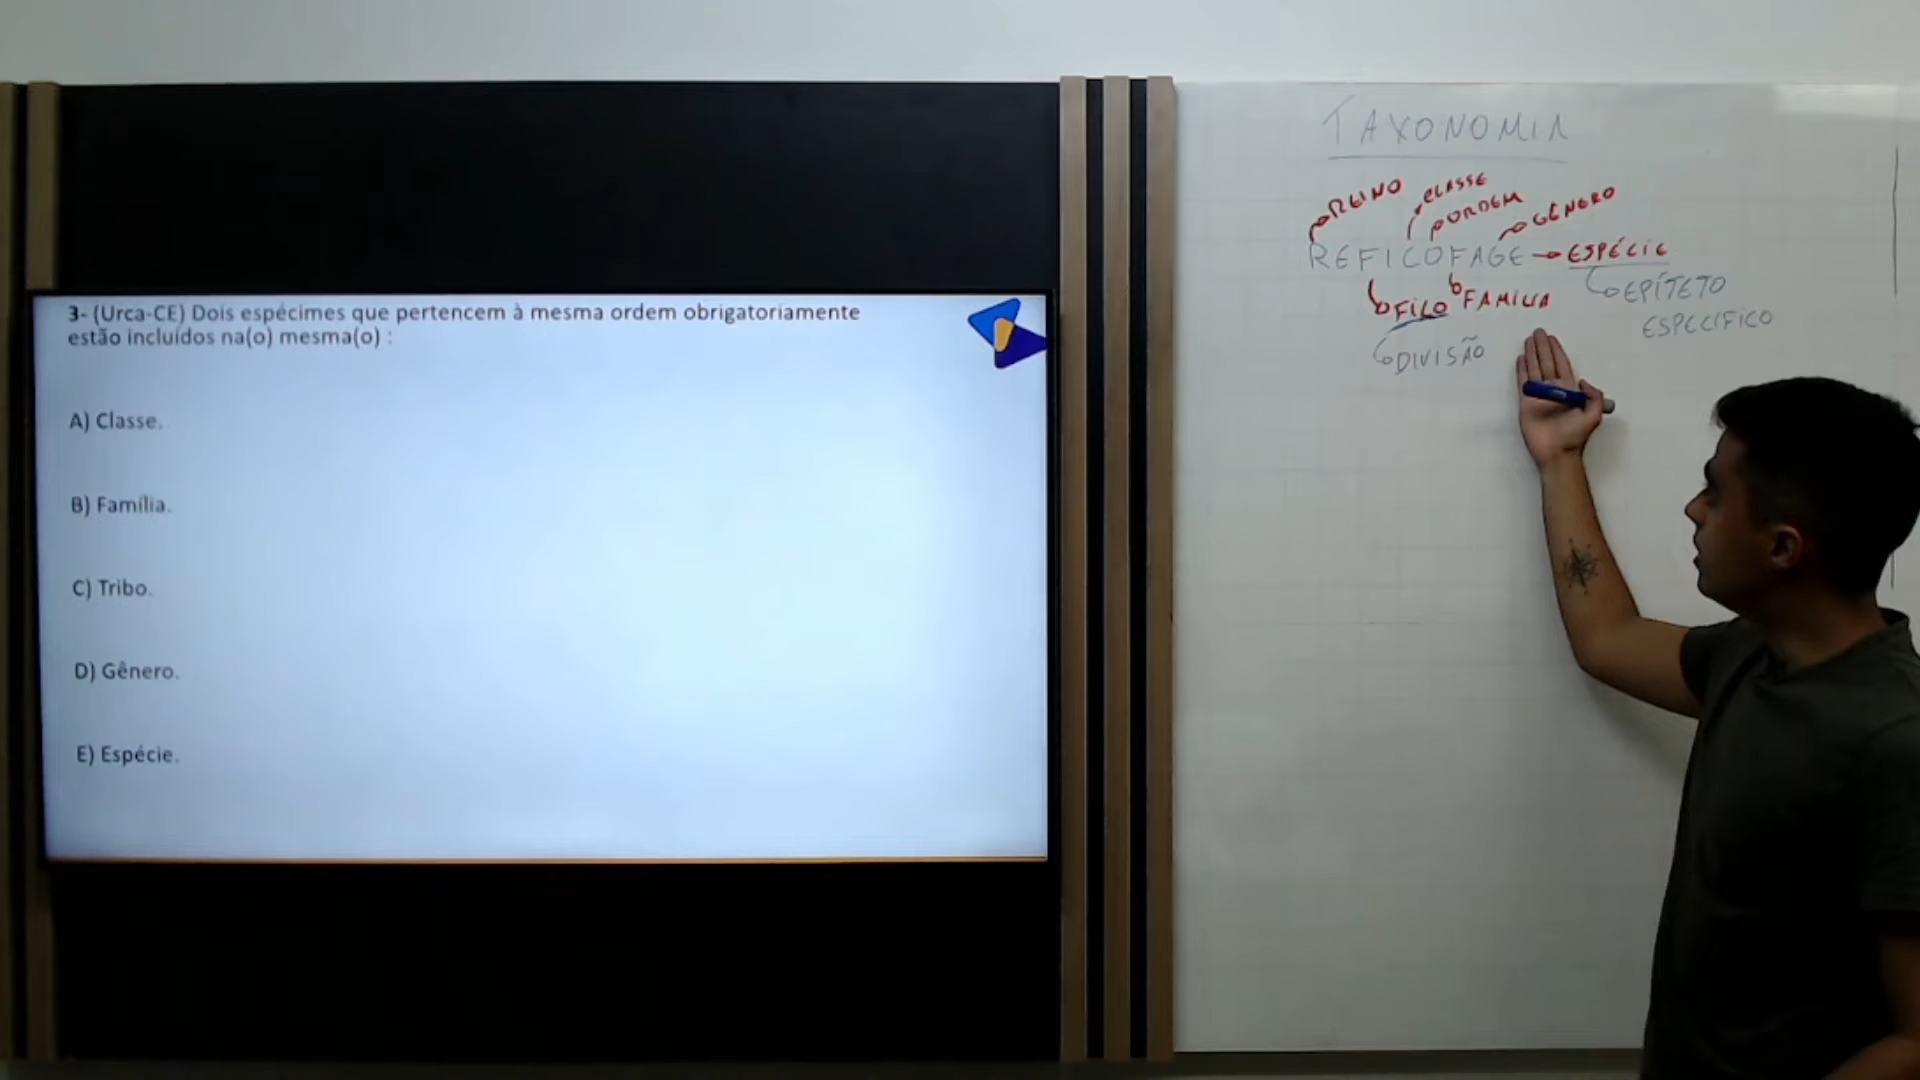 3- (Urca-CE) Dois espécimes que pertencem à mesma ordem obrigatoriamente
estão incluídos na(o) mesma(o) :
A) Classe.
B) Família.
C) Tribo.
D) Gênero.
E) Espécie.
TAXONOMIA
REINO
CLASSE
ORDEM
GÊNERO
REFICOFAGE → ESPÉCIE
FILO
FAMÍLIA
EPÍTETO
ESPECÍFICO
DIVISÃO